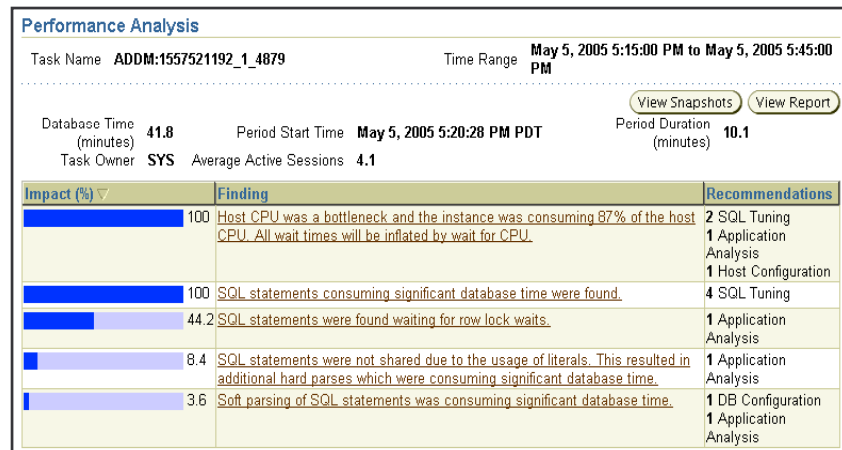 Performance Analysis
Task Name ADDM:1557521192_1_4879
Time Range May 5, 2005 5:15:00 PM to May 5, 2005 5:45:00
PM
View Snapshots View Report
Database Time
(minutes) 41.8
Period Start Time May 5, 2005 5:20:28 PM PDT
Period Duration
(minutes) 10.1
Task Owner SYS Average Active Sessions 4.1
Impact (%) Finding Recommendations
100 Host CPU was a bottleneck and the instance was consuming 87% of the host
CPU. All wait times will be inflated by wait for CPU.
2 SQL Tuning
1 Application
Analysis
1 Host Configuration
100 SQL statements consuming significant database time were found.
4 SQL Tuning
44.2 SQL statements were found waiting for row lock waits.
1 Application
Analysis
8.4 SQL statements were not shared due to the usage of literals. This resulted in
additional hard parses which were consuming significant database time.
1 Application
Analysis
3.6 Soft parsing of SQL statements was consuming significant database time.
1 DB Configuration
1 Application
Analysis